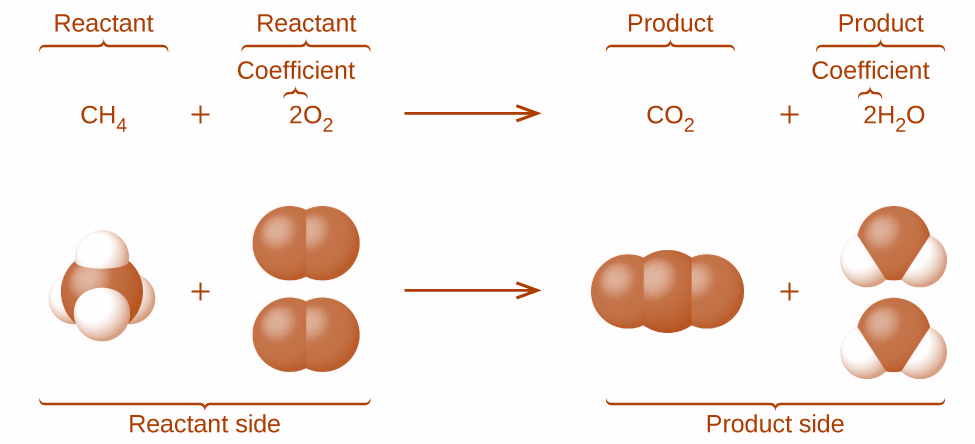 Reactant Reactant Product Product
Coefficient Coefficient
CH₄ + 2O₂ → CO₂ + 2H₂O
+ → +
Reactant side Product side